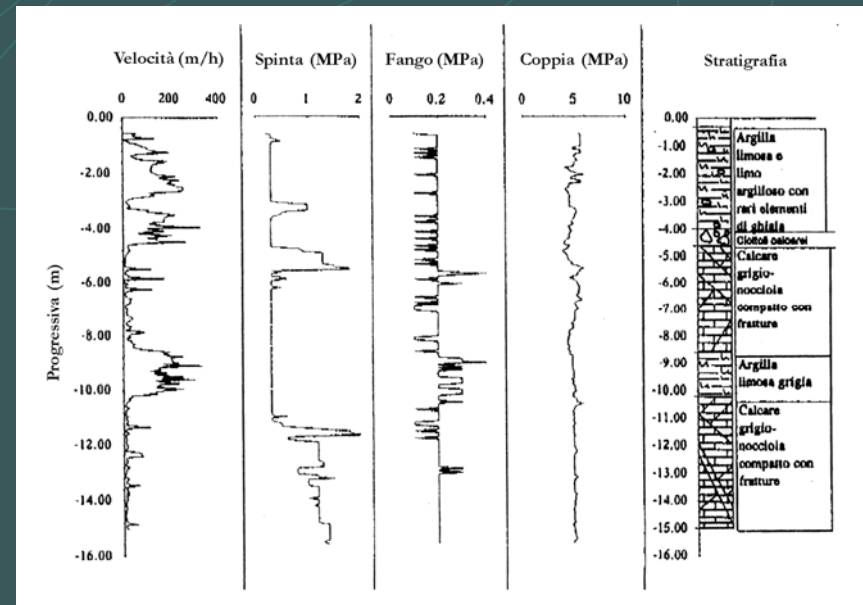 Velocità (m/h)
Spinta (MPa)
Fango (MPa)
Coppia (MPa)
Stratigrafia
0 200 400
0 1 2
0 0.2 0.4
0 5 10
Progressiva (m)
0.00
-2.00
-4.00
-6.00
-8.00
-10.00
-12.00
-14.00
-16.00
0.00
-1.00
-2.00
-3.00
-4.00
-5.00
-6.00
-7.00
-8.00
-9.00
-10.00
-11.00
-12.00
-13.00
-14.00
-15.00
-16.00
Argilla
limosa e
limo
argilloso con
rari elementi
di ghiaia
Ciottoli calcarei
Calcare
grigio-
nocciola
compatto con
fratture
Argilla
limosa grigia
Calcare
grigio-
nocciola
compatto con
fratture